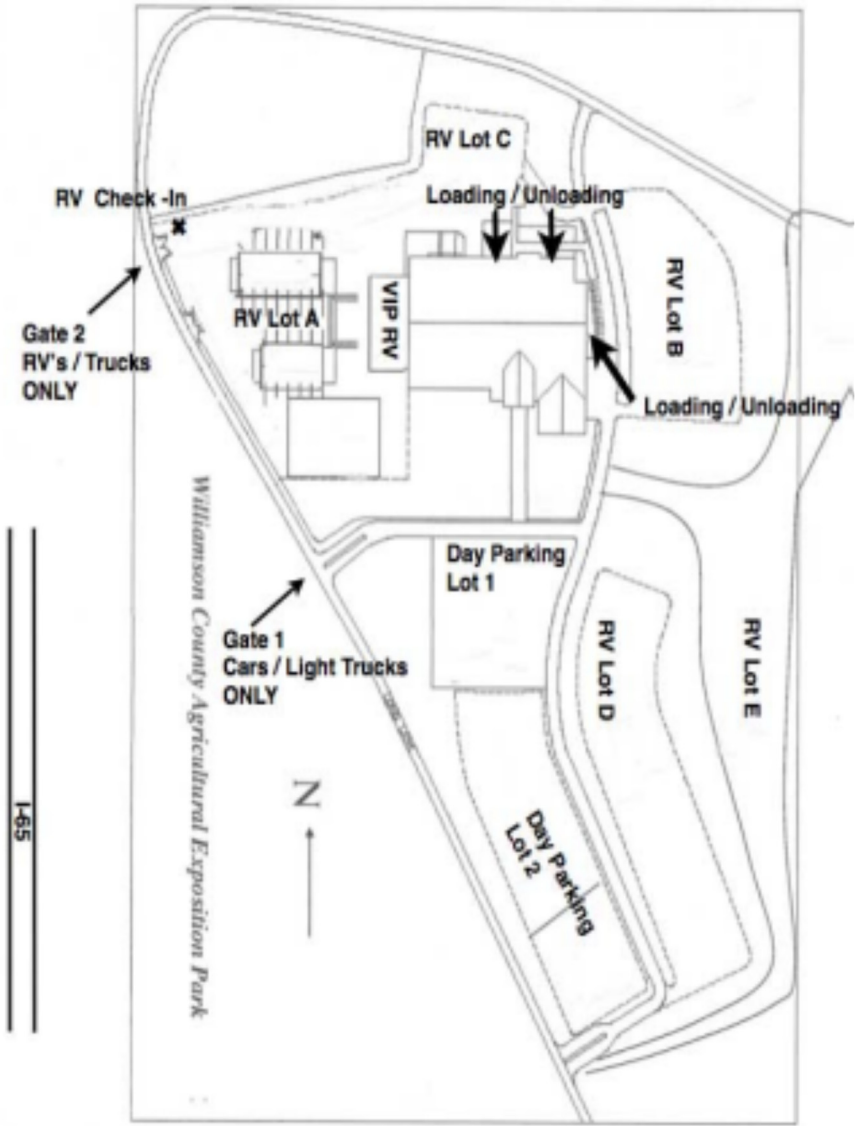 RV Lot C
RV Check -In
Loading / Unloading
RV Lot B
RV Lot A
VIP RV
Gate 2
RV's / Trucks
ONLY
Loading / Unloading
Williamson County Agricultural Exposition Park
Day Parking
Lot 1
Gate 1
Cars / Light Trucks
ONLY
RV Lot D
RV Lot E
N
Day Parking
Lot 2
I-65